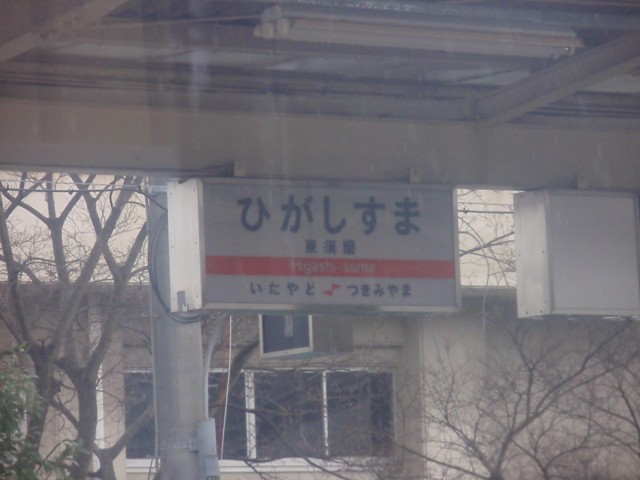 ひがしすま
東須磨
Higashi-suma
いたやど つきみやま